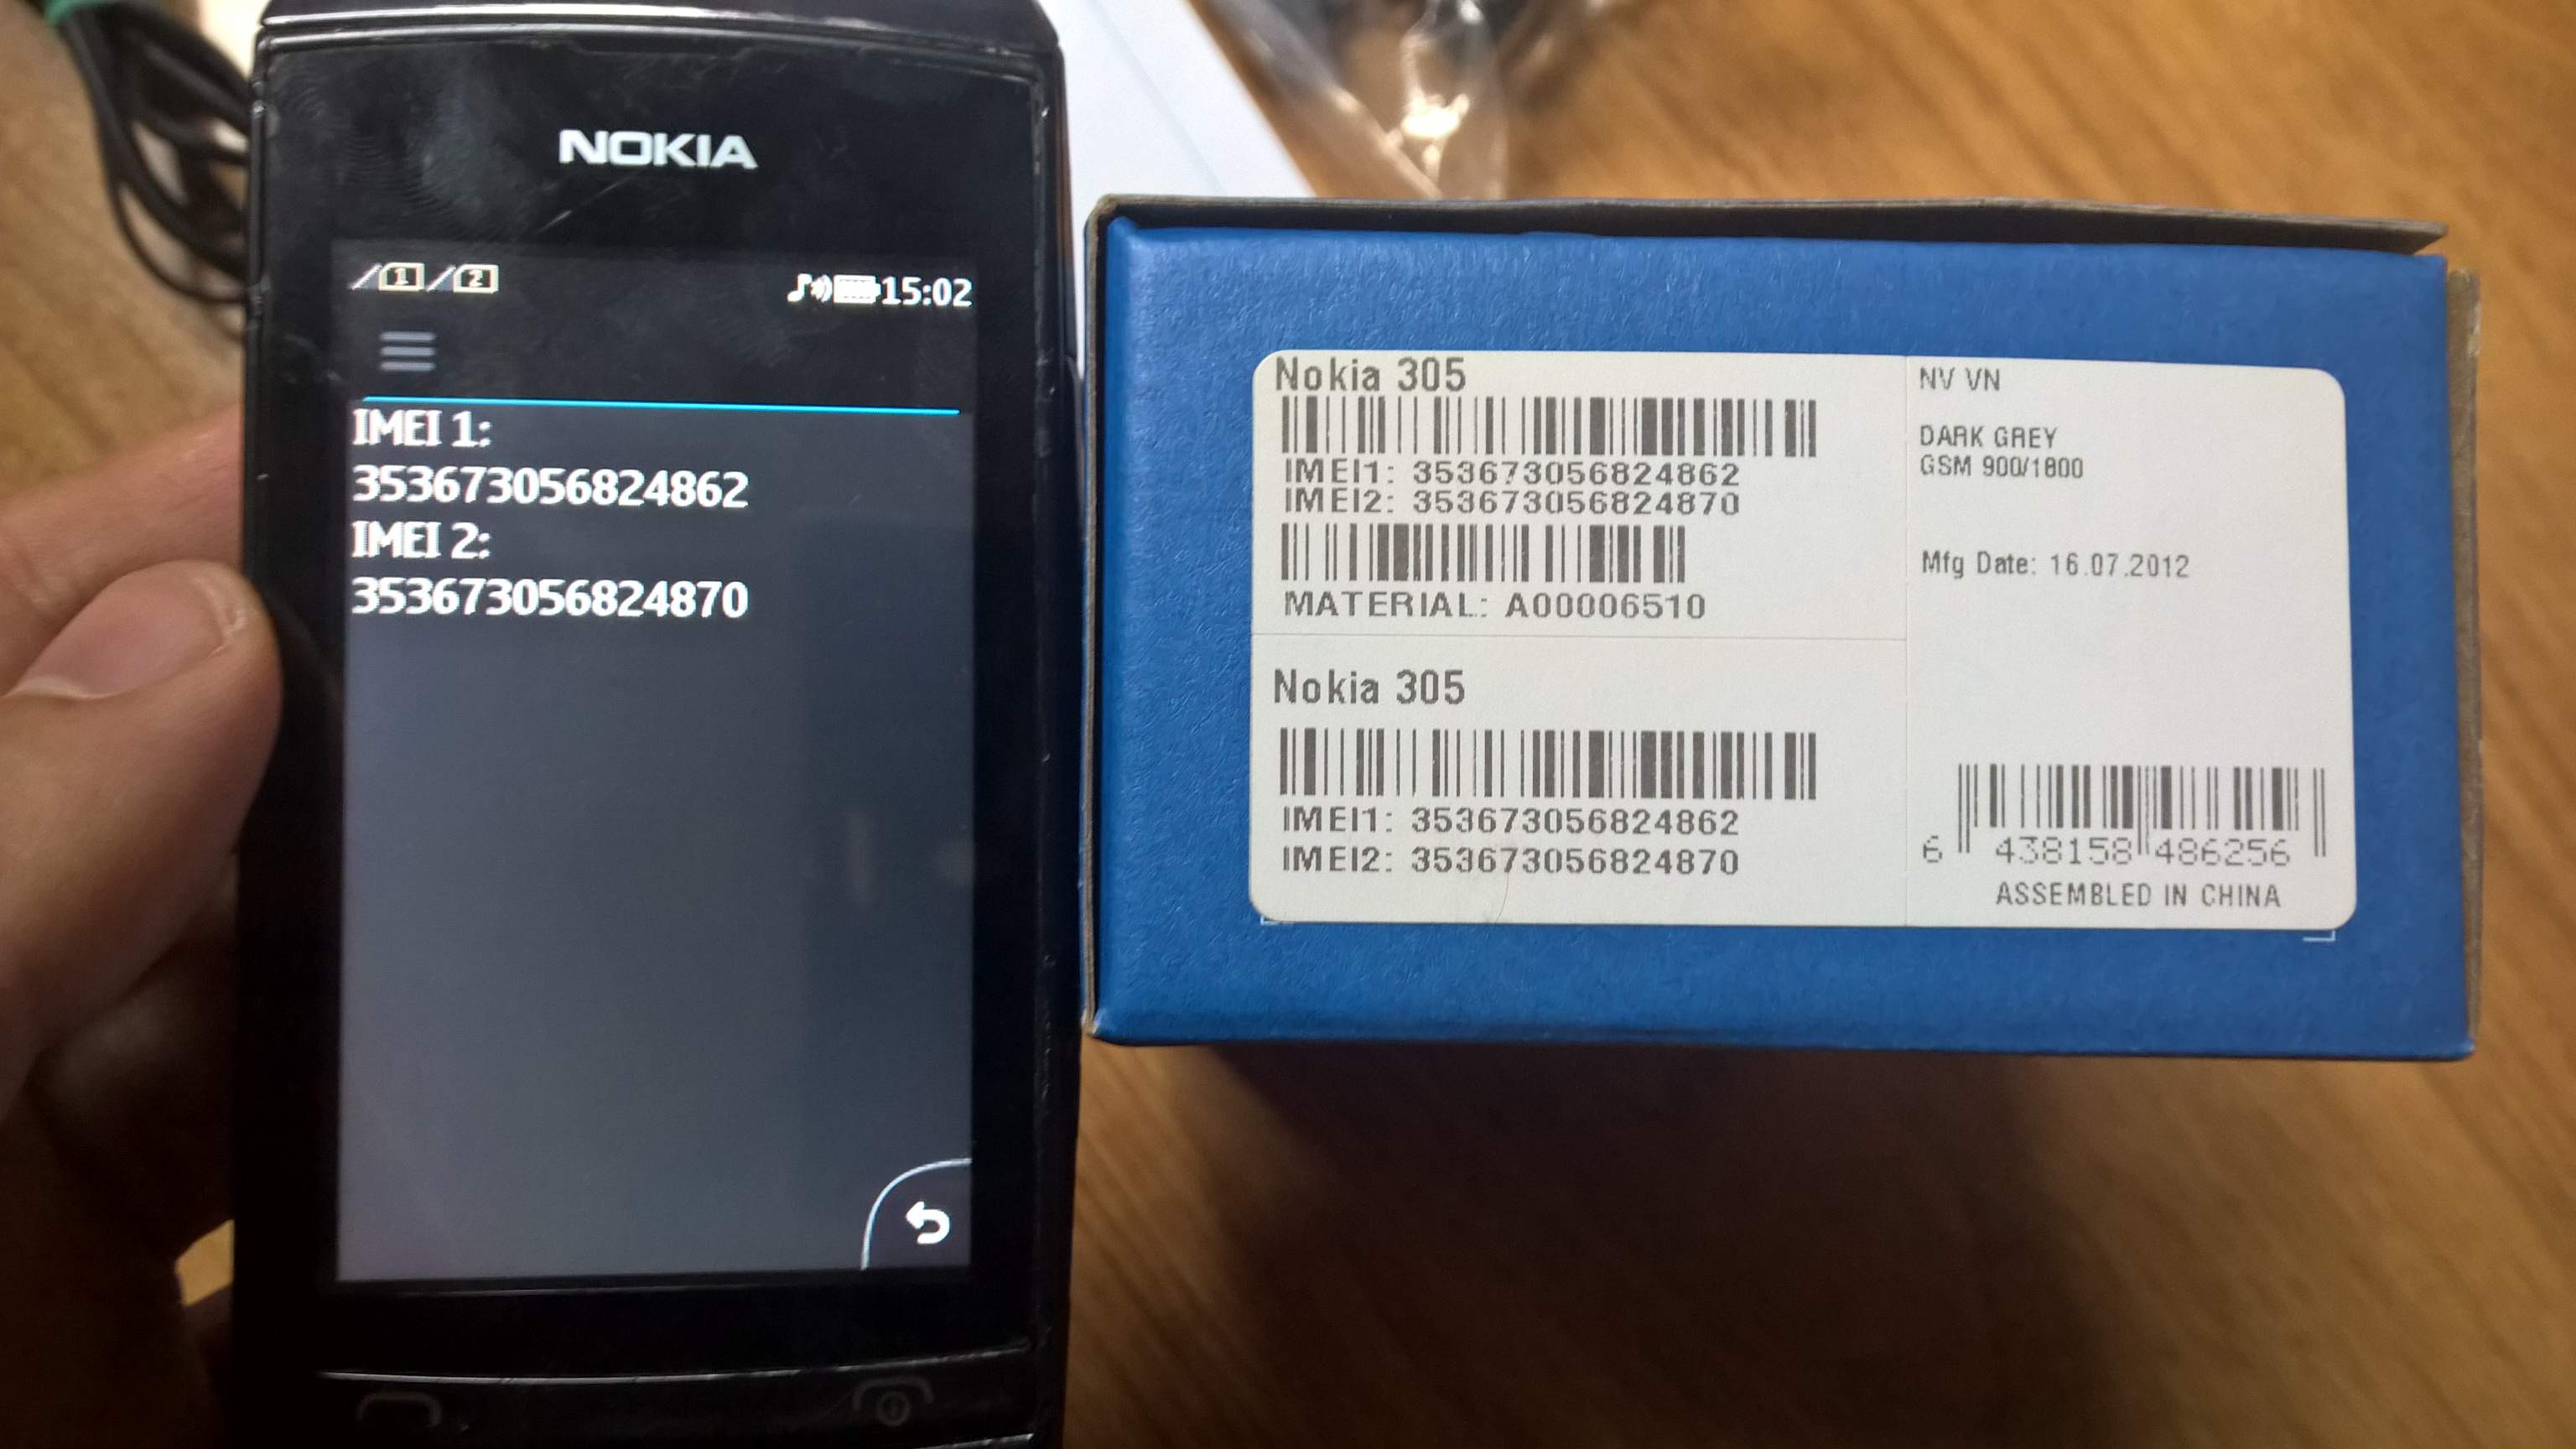 NOKIA
1 2 15:02
IMEI 1:
353673056824862
IMEI 2:
353673056824870
Nokia 305
IMEI1: 353673056824862
IMEI2: 353673056824870
MATERIAL: A00006510
Nokia 305
IMEI1: 353673056824862
IMEI2: 353673056824870
NV VN
DARK GREY
GSM 900/1800
Mfg Date: 16.07.2012
6 438158 486256
ASSEMBLED IN CHINA